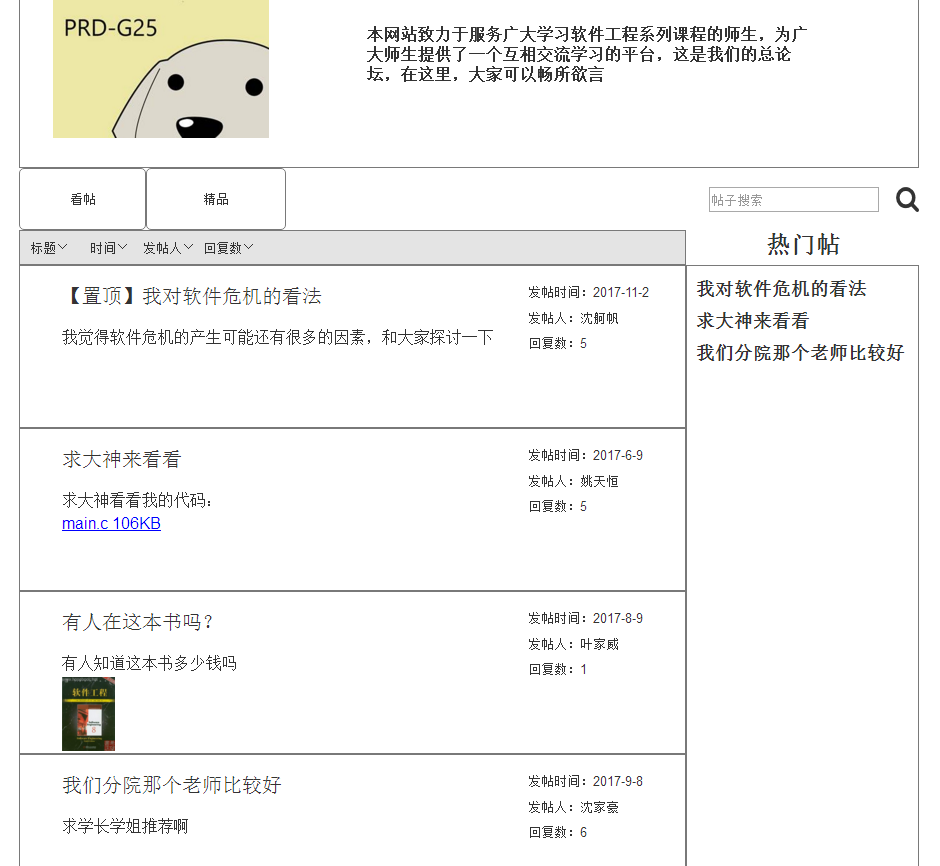 PRD-G25
本网站致力于服务广大学习软件工程系列课程的师生，为广
大师生提供了一个互相交流学习的平台，这是我们的总论
坛，在这里，大家可以畅所欲言
看帖
精品
帖子搜索
标题 时间 发帖人 回复数
热门帖
【置顶】我对软件危机的看法
我觉得软件危机的产生可能还有很多的因素，和大家探讨一下
发帖时间：2017-11-2
发帖人：沈舸帆
回复数：5
求大神来看看
求大神看看我的代码：
main.c 106KB
发帖时间：2017-6-9
发帖人：姚天恒
回复数：5
有人在这本书吗？
有人知道这本书多少钱吗
软件工程
8
发帖时间：2017-8-9
发帖人：叶家威
回复数：1
我们分院那个老师比较好
求学长学姐推荐啊
发帖时间：2017-9-8
发帖人：沈家豪
回复数：6
我对软件危机的看法
求大神来看看
我们分院那个老师比较好